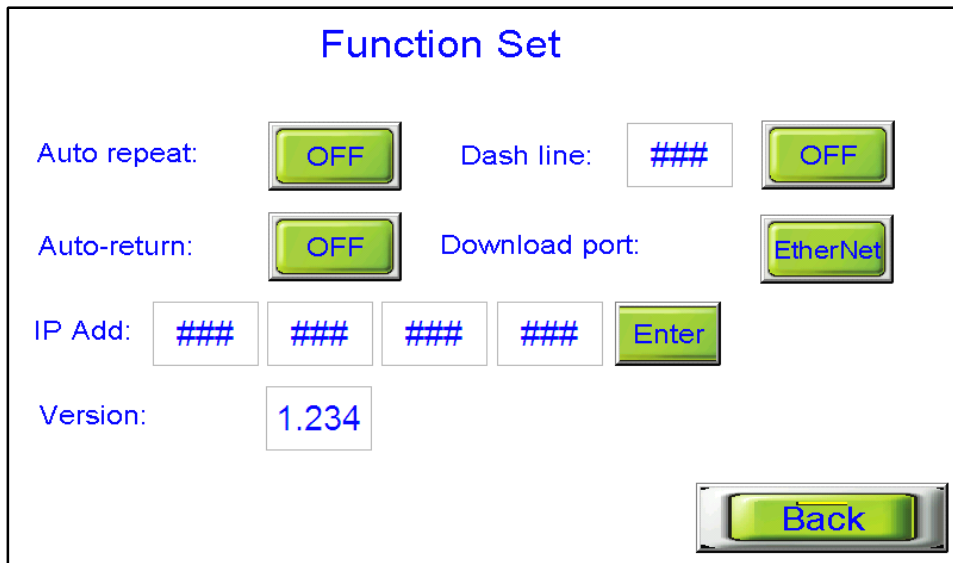 Function Set
Auto repeat: OFF Dash line: ### OFF
Auto-return: OFF Download port: EtherNet
IP Add: ### ### ### ### Enter
Version: 1.234
Back